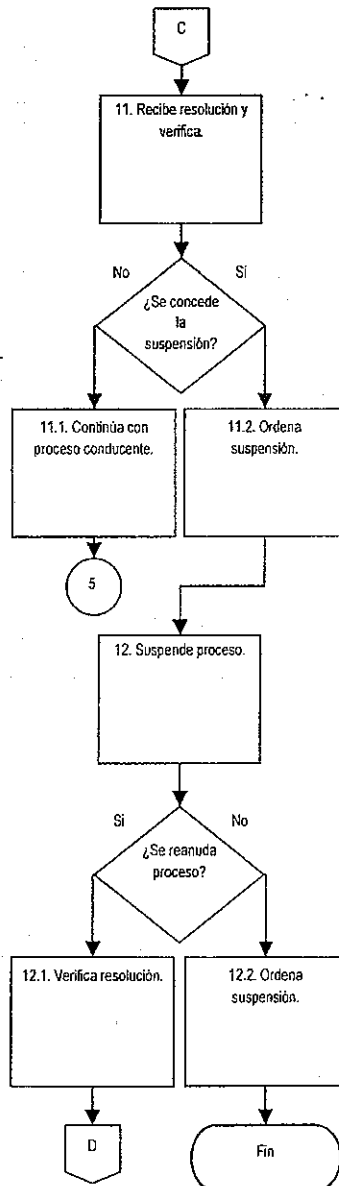 C
11. Recibe resolución y
verifica.
No
Sí
¿Se concede
la
suspensión?
11.1. Continúa con
proceso conducente.
11.2. Ordena
suspensión.
5
12. Suspende proceso.
Si
No
¿Se reanuda
proceso?
12.1. Verifica resolución.
12.2. Ordena
suspensión.
D
Fin